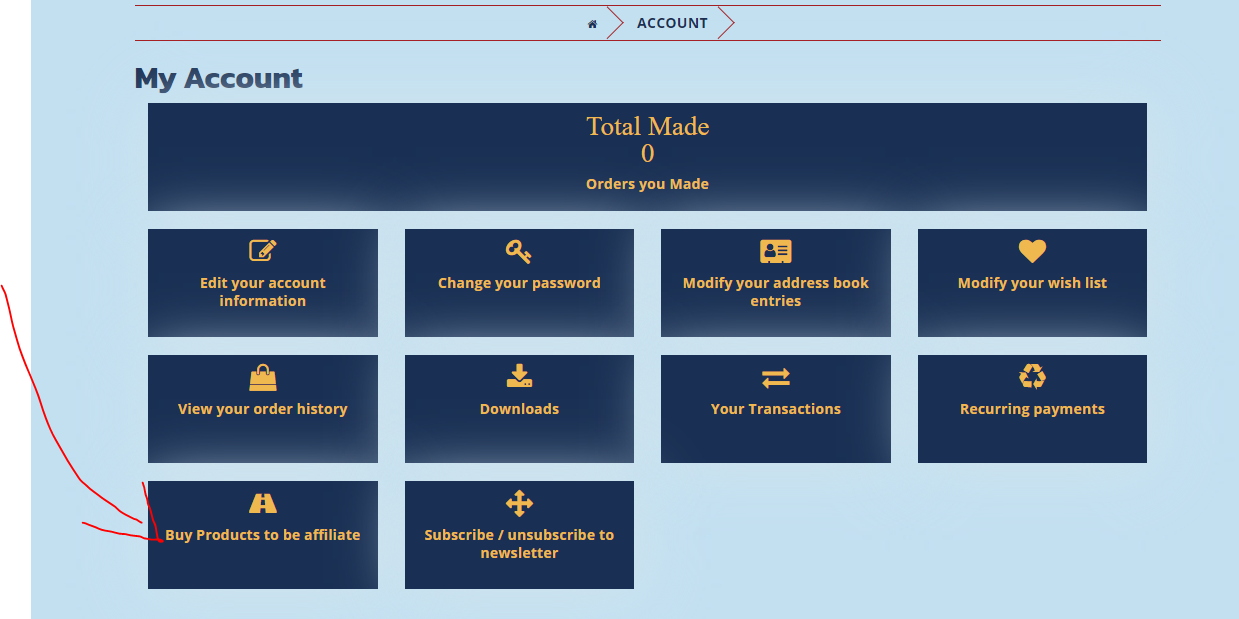 ACCOUNT
My Account
Total Made
0
Orders you Made
Edit your account
information
Change your password
Modify your address book
entries
Modify your wish list
View your order history
Downloads
Your Transactions
Recurring payments
Buy Products to be affiliate
Subscribe / unsubscribe to
newsletter